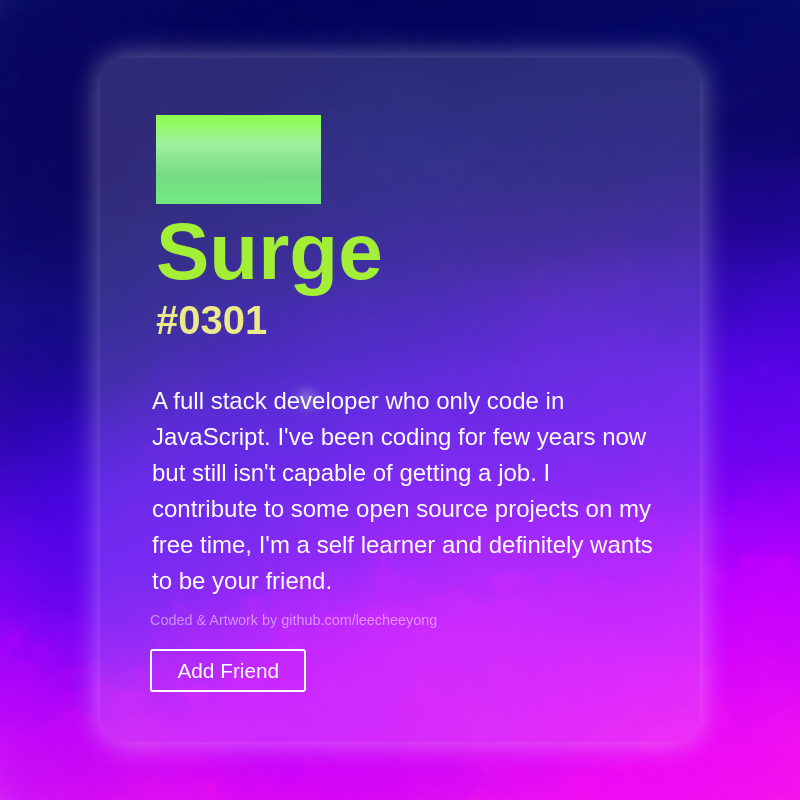 Surge
#0301
A full stack developer who only code in
JavaScript. I've been coding for few years now
but still isn't capable of getting a job. I
contribute to some open source projects on my
free time, I'm a self learner and definitely wants
to be your friend.
Coded & Artwork by github.com/leecheeyong
Add Friend